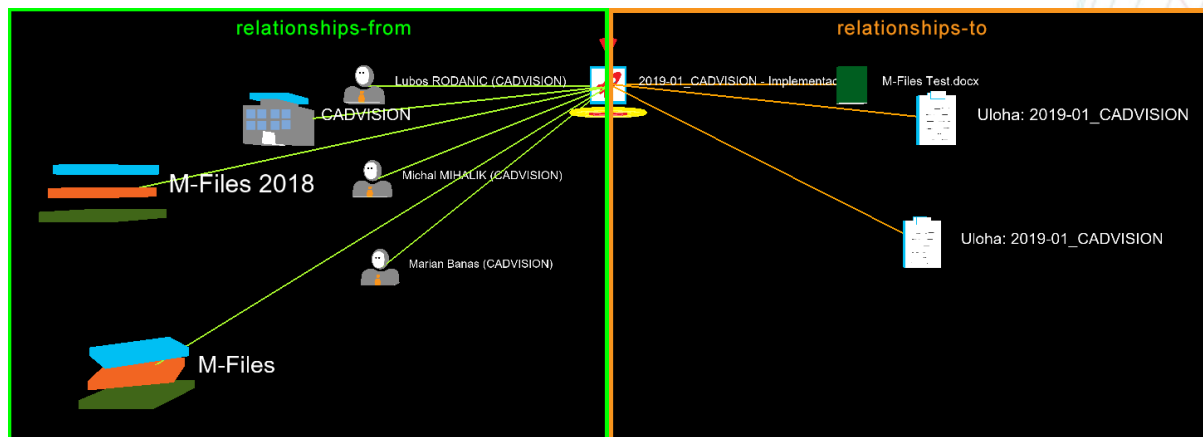 relationships-from
relationships-to
Lubos RODANIC (CADVISION)
2019-01_CADVISION - Implementac
M-Files Test.docx
CADVISION
Uloha: 2019-01_CADVISION
Michal MIHALIK (CADVISION)
M-Files 2018
Uloha: 2019-01_CADVISION
Marian Banas (CADVISION)
M-Files